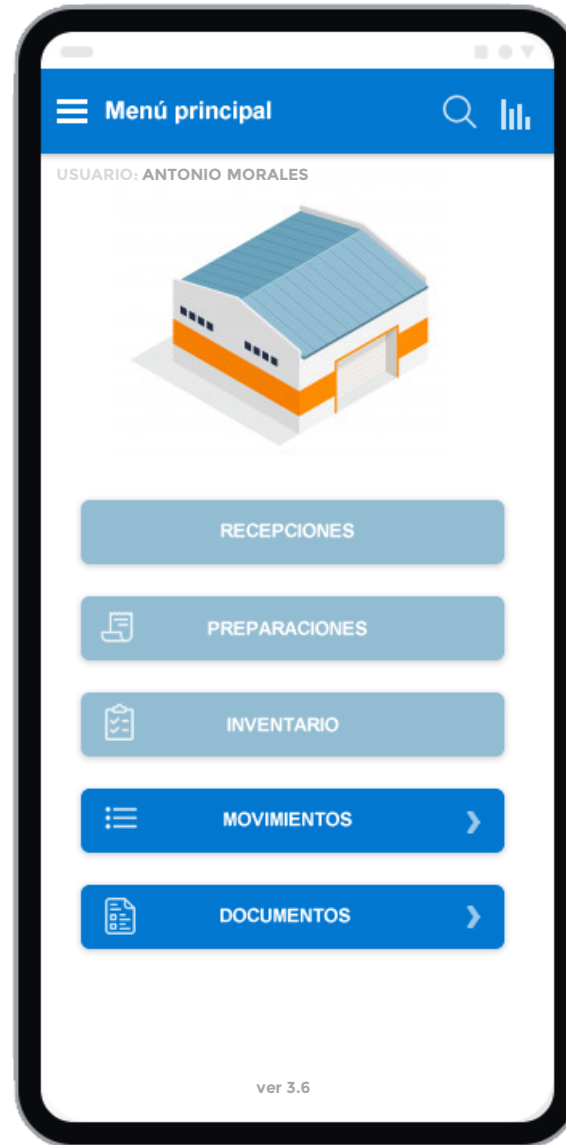 Menú principal
USUARIO: ANTONIO MORALES
RECEPCIONES
PREPARACIONES
INVENTARIO
MOVIMIENTOS
DOCUMENTOS
ver 3.6